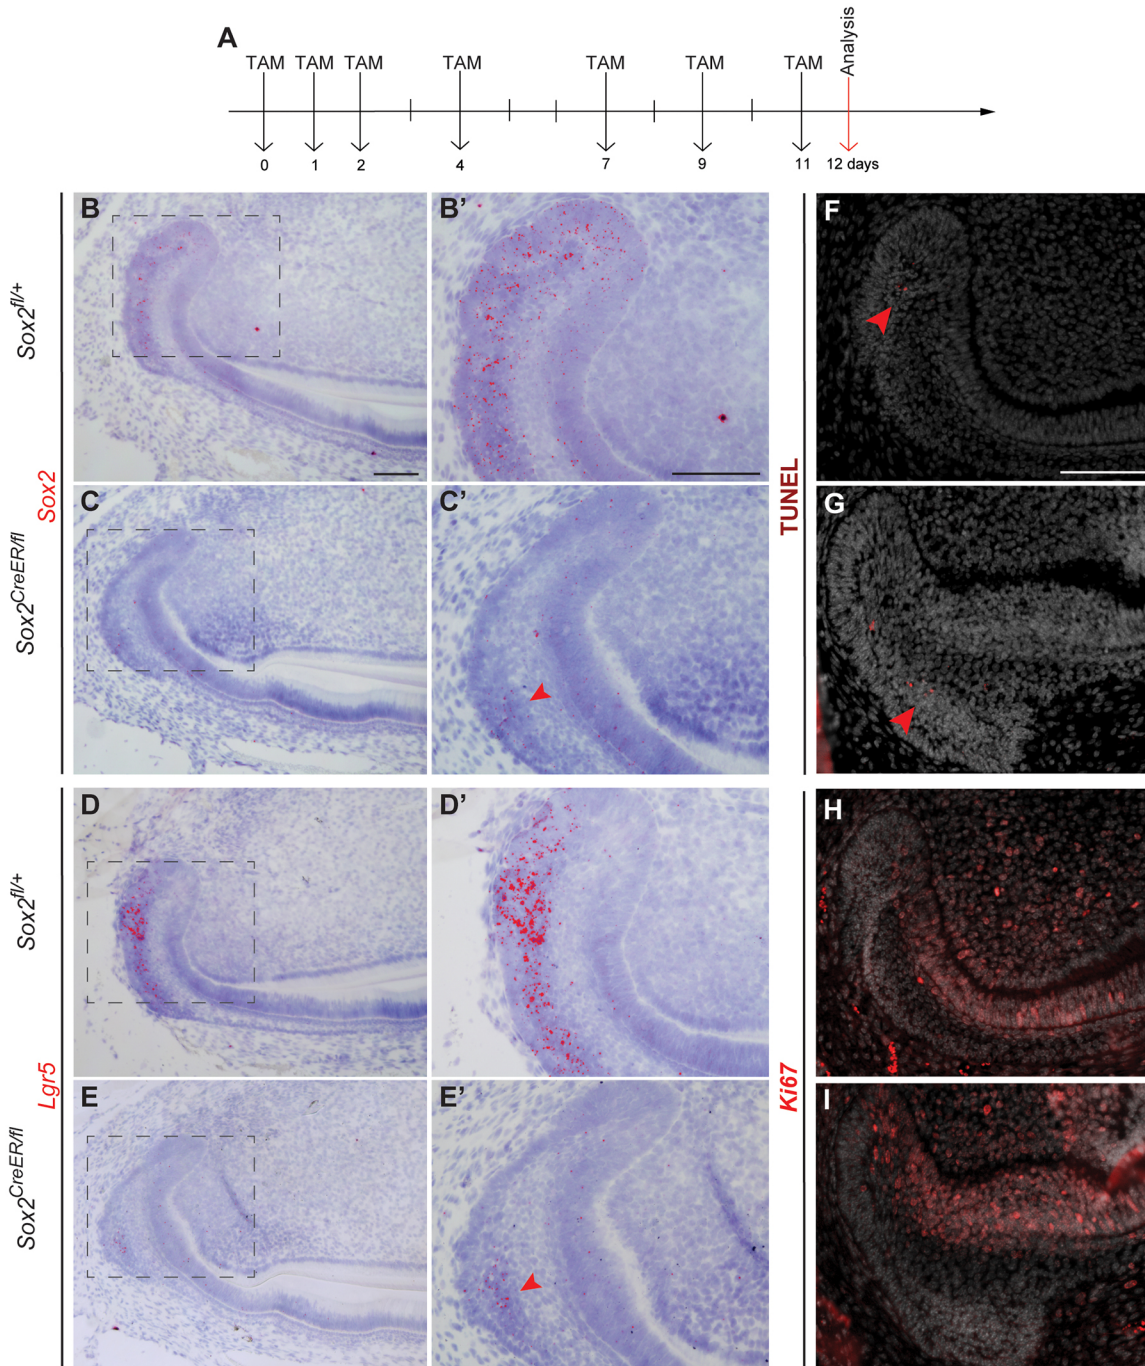 A
TAM TAM TAM TAM TAM TAM TAM Analysis
0 1 2 4 7 9 11 12 days
B B’ F
Sox2fl/+
C C’ G
Sox2CreER/fl
Sox2
TUNEL
D D’ H
Sox2fl/+
E E’ I
Sox2CreER/fl
Lgr5
Ki67